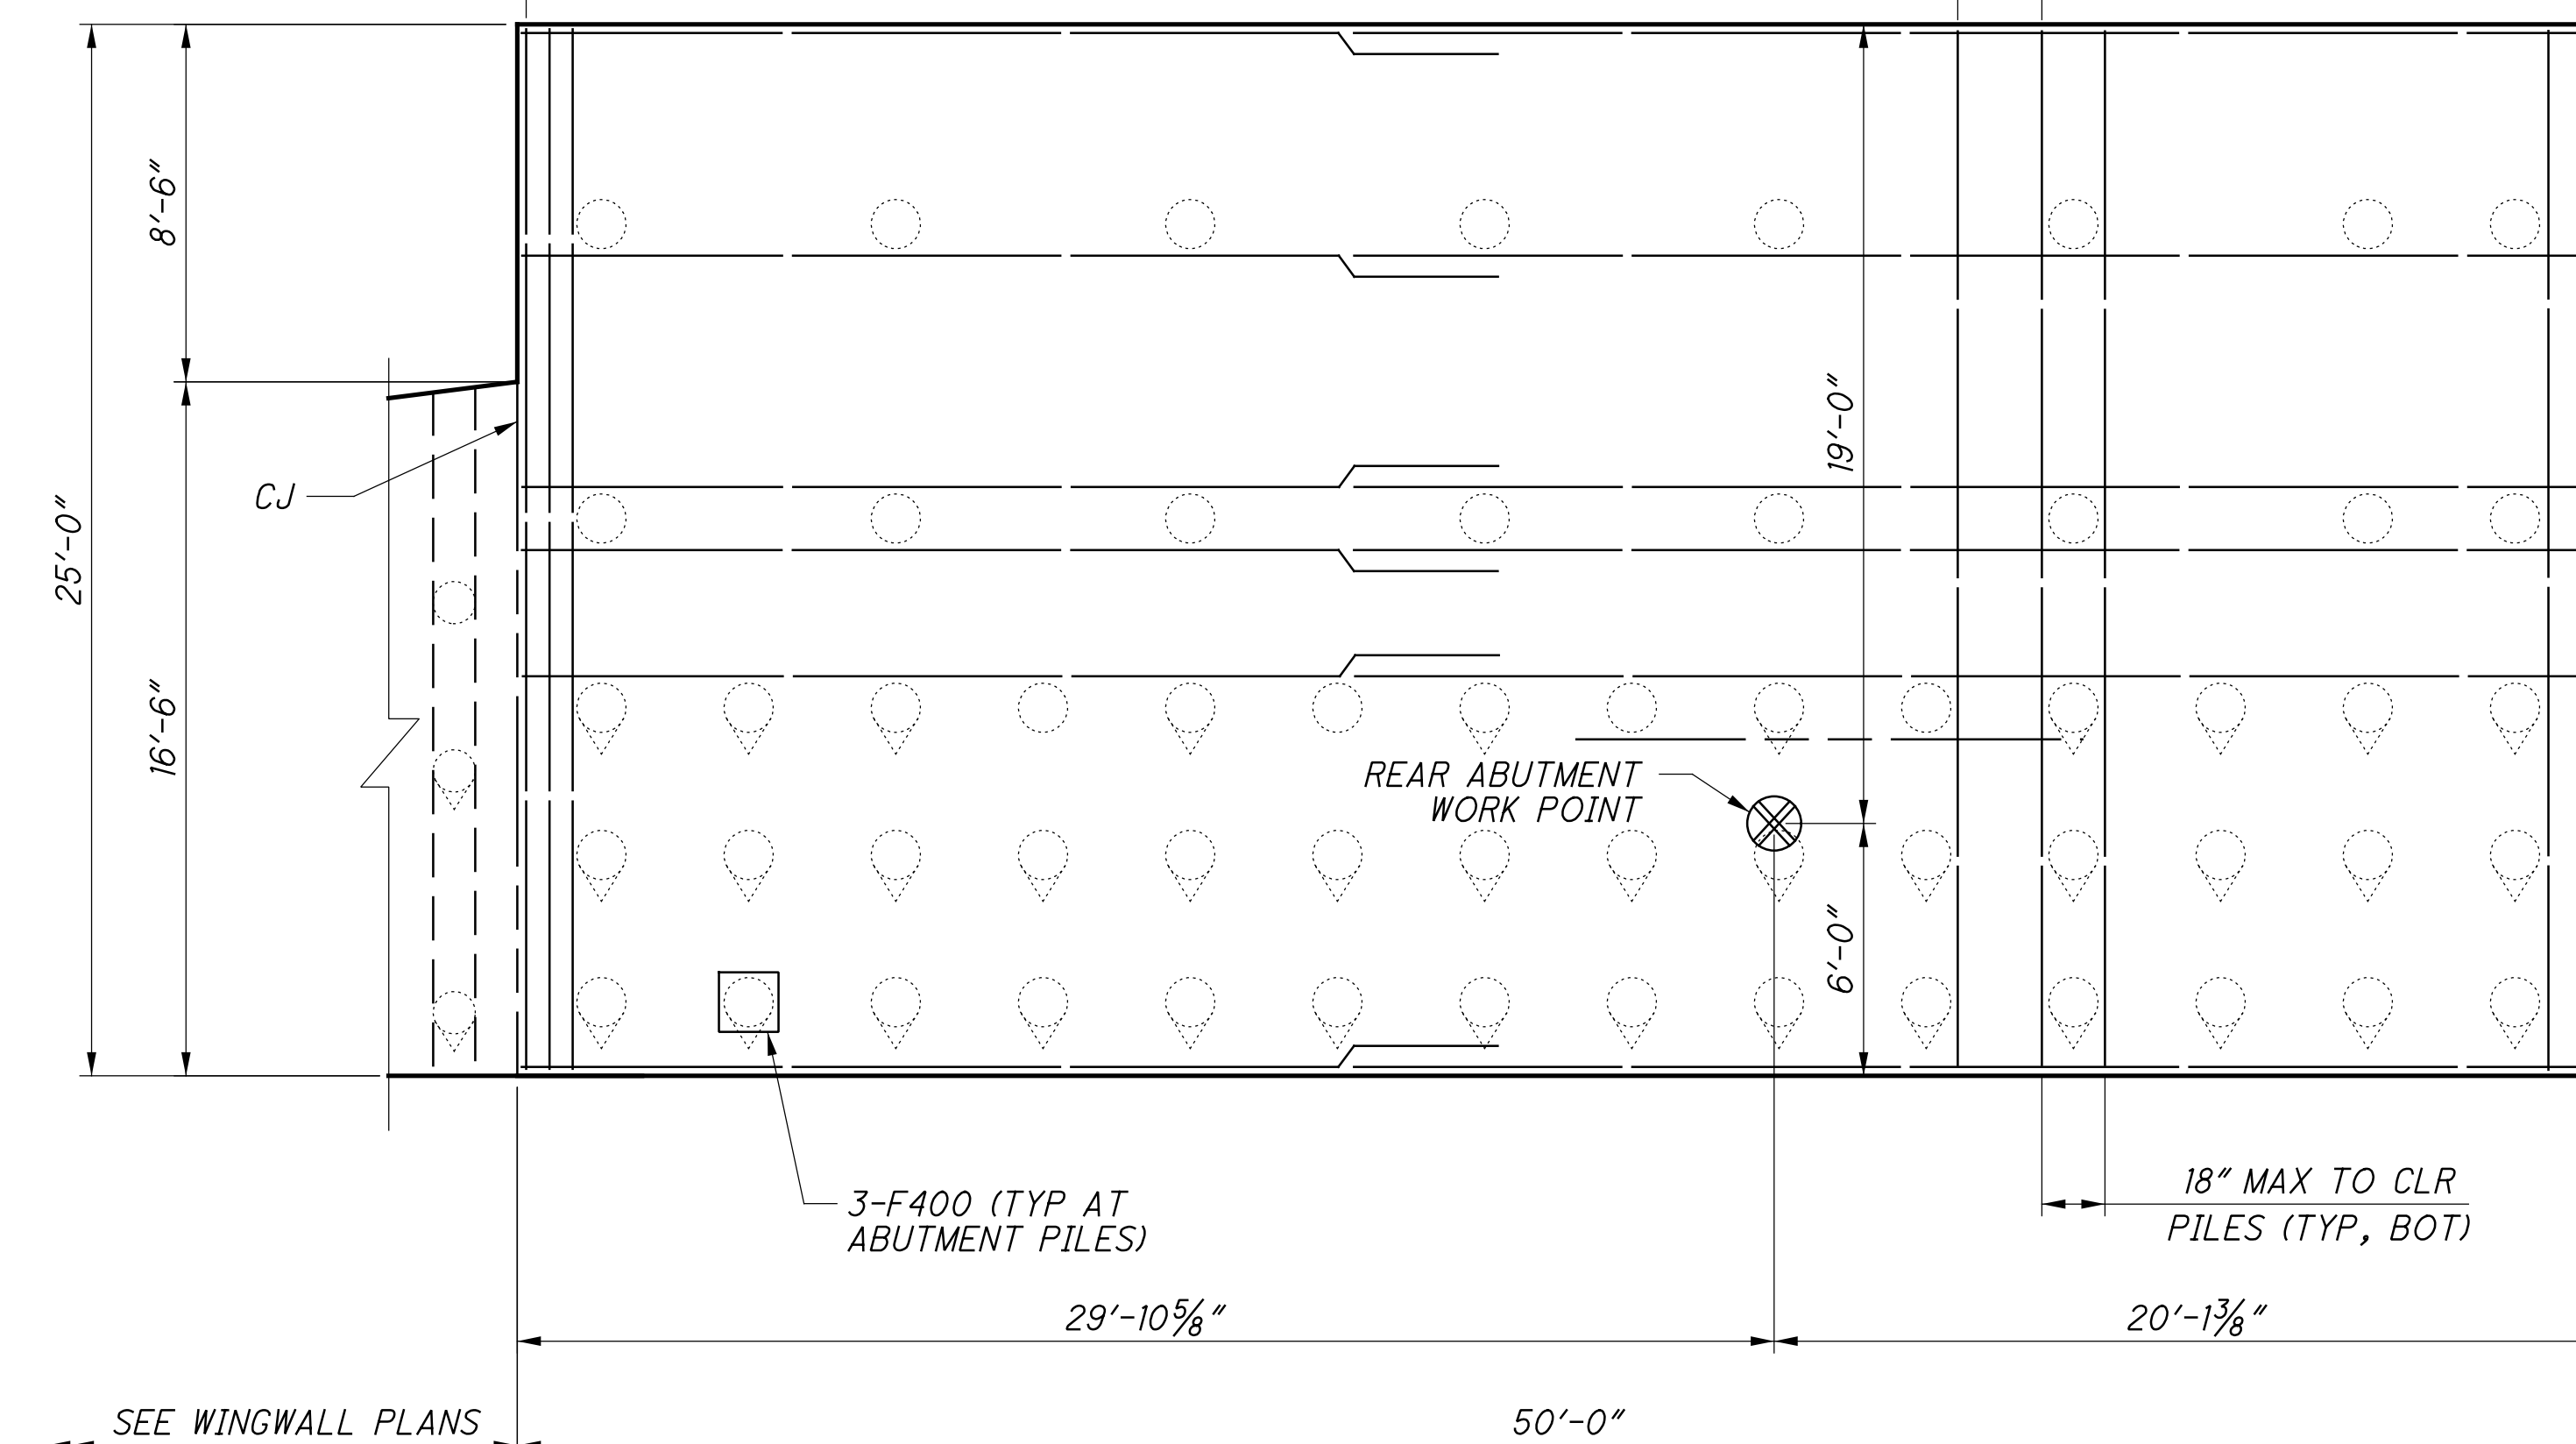 8'-6"
19'-0"
CJ
25'-0"
16'-6"
REAR ABUTMENT
WORK POINT
6'-0"
3-F400 (TYP AT
ABUTMENT PILES)
18" MAX TO CLR
PILES (TYP, BOT)
29'-10⅝"
20'-1⅜"
SEE WINGWALL PLANS
50'-0"